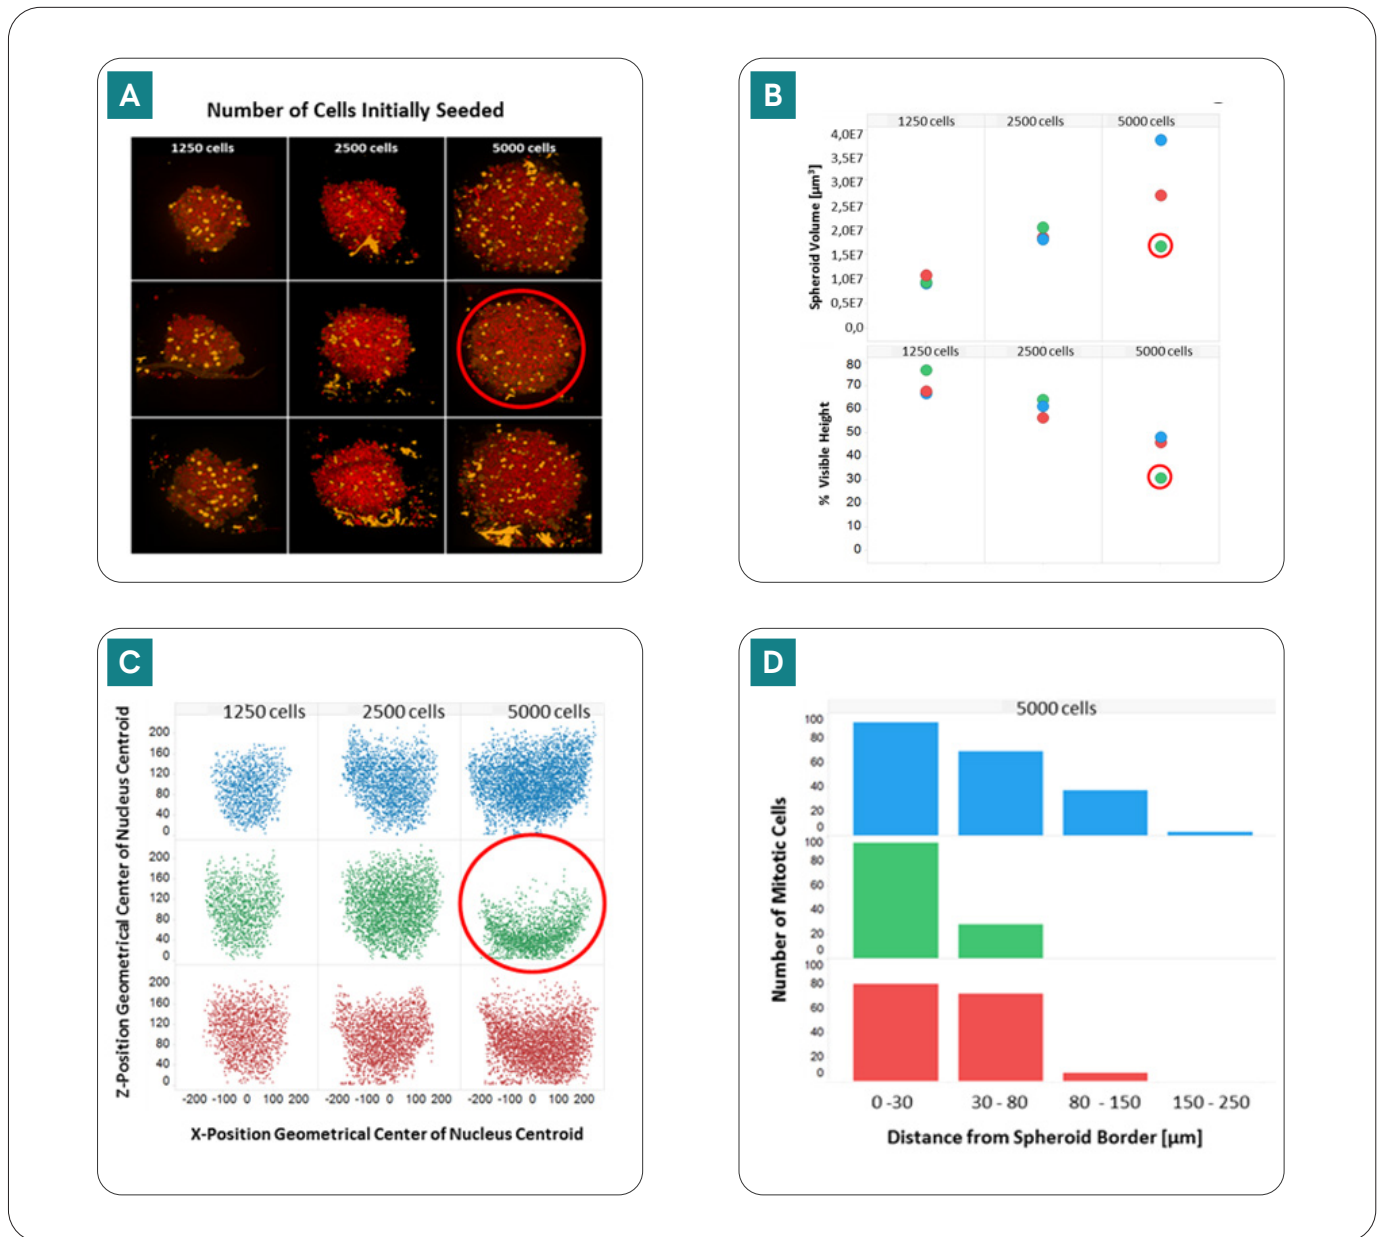 A
Number of Cells Initially Seeded
1250 cells 2500 cells 5000 cells
B
1250 cells 2500 cells 5000 cells
Spheroid Volume [µm³]
4,0E7
3,5E7
3,0E7
2,5E7
2,0E7
1,5E7
1,0E7
0,5E7
0,0
1250 cells 2500 cells 5000 cells
% Visible Height
80
70
60
50
40
30
20
10
0
C
1250 cells 2500 cells 5000 cells
Z-Position Geometrical Center of Nucleus Centroid
200
160
120
80
40
0
200
160
120
80
40
0
200
160
120
80
40
0
-200 -100 0 100 200 -200 -100 0 100 200 -200 -100 0 100 200
X-Position Geometrical Center of Nucleus Centroid
D
5000 cells
Number of Mitotic Cells
100
80
60
40
20
0
100
80
60
40
20
0
100
80
60
40
20
0
0 -30 30 - 80 80 - 150 150 - 250
Distance from Spheroid Border [µm]